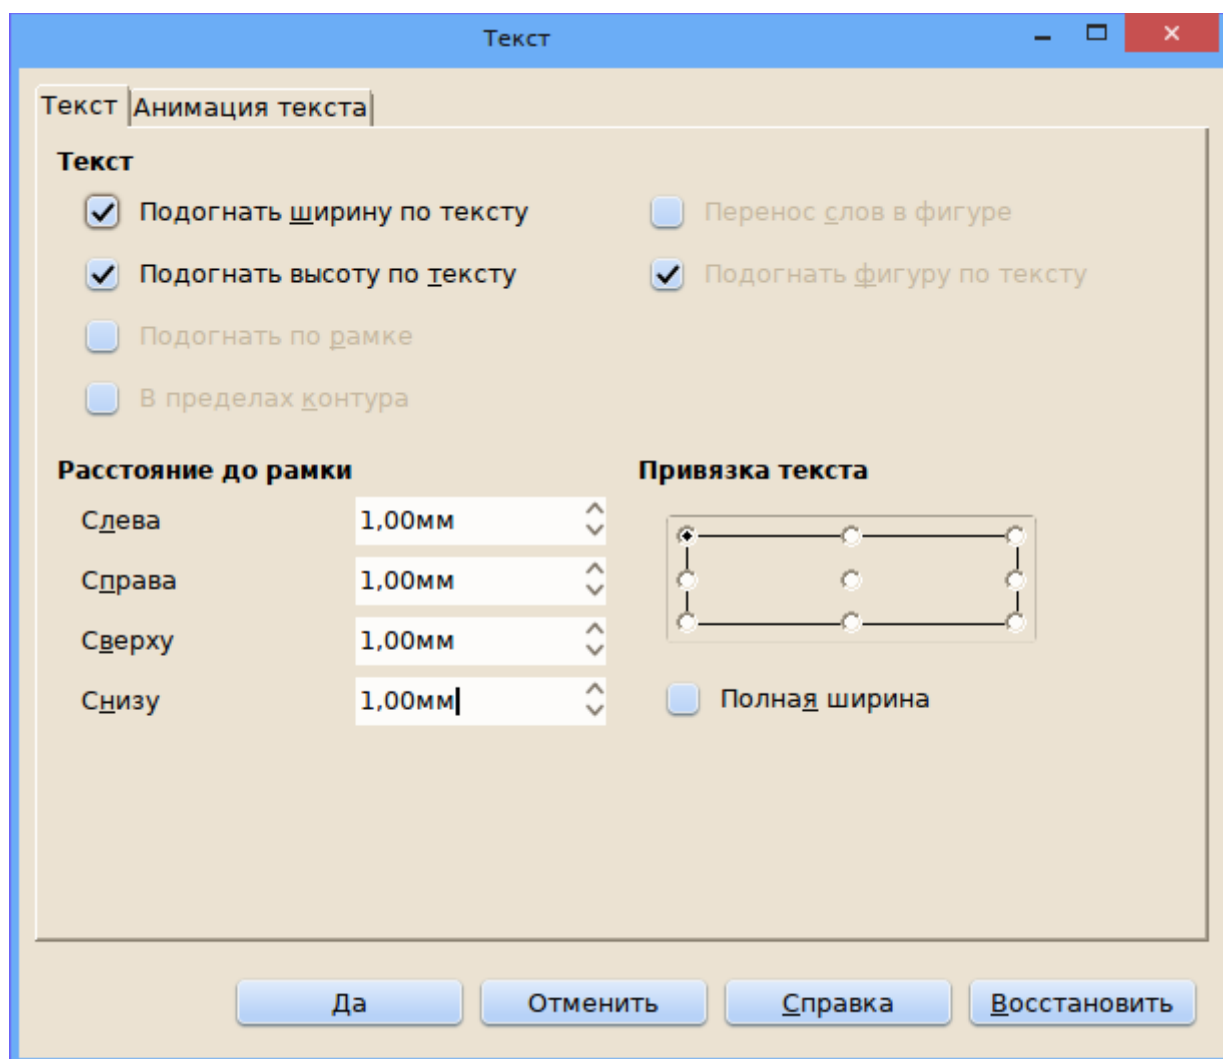 Текст
Текст Анимация текста
Текст
Подогнать ширину по тексту
Перенос слов в фигуре
Подогнать высоту по тексту
Подогнать фигуру по тексту
Подогнать по рамке
В пределах контура
Расстояние до рамки
Привязка текста
Слева 1,00мм
Справа 1,00мм
Сверху 1,00мм
Снизу 1,00мм
Полная ширина
Да Отменить Справка Восстановить